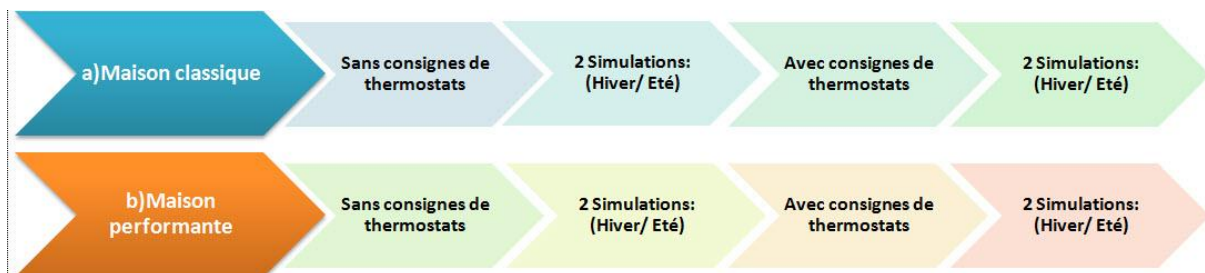 a)Maison classique
Sans consignes de
thermostats
2 Simulations:
(Hiver/ Eté)
Avec consignes de
thermostats
2 Simulations:
(Hiver/ Eté)
b)Maison
performante
Sans consignes de
thermostats
2 Simulations:
(Hiver/ Eté)
Avec consignes de
thermostats
2 Simulations:
(Hiver/ Eté)